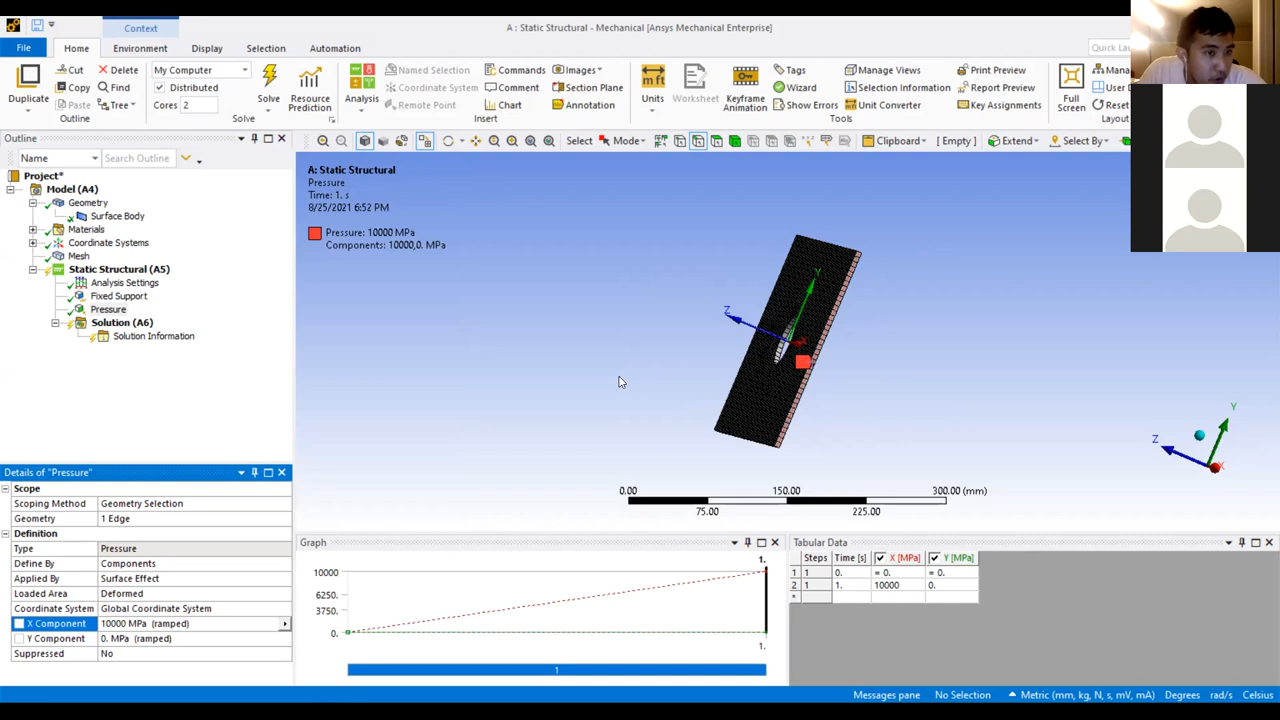 Context
A : Static Structural - Mechanical [Ansys Mechanical Enterprise]
File Home Environment Display Selection Automation Quick Lau
Duplicate
Cut Delete
Copy Find
Paste Tree
Outline
My Computer
Distributed
Cores 2
Solve
Resource Prediction
Solve
Analysis
Named Selection
Coordinate System
Remote Point
Commands
Comment
Chart
Images
Section Plane
Annotation
Insert
Units
Worksheet
Keyframe Animation
Tags
Wizard
Show Errors
Manage Views
Selection Information
Unit Converter
Print Preview
Report Preview
Key Assignments
Tools
Full Screen
Mana
User D
Reset
Layout
Outline
Name Search Outline
Select Mode Clipboard [ Empty ] Extend Select By
Project*
Model (A4)
Geometry
Surface Body
Materials
Coordinate Systems
Mesh
Static Structural (A5)
Analysis Settings
Fixed Support
Pressure
Solution (A6)
Solution Information
A: Static Structural
Pressure
Time: 1. s
8/25/2021 6:52 PM
Pressure: 10000 MPa
Components: 10000,0. MPa
Y
Z
X
Y
Z
X
0.00 150.00 300.00 (mm)
75.00 225.00
Details of "Pressure"
Scope
Scoping Method Geometry Selection
Geometry 1 Edge
Definition
Type Pressure
Define By Components
Applied By Surface Effect
Loaded Area Deformed
Coordinate System Global Coordinate System
X Component 10000 MPa (ramped)
Y Component 0. MPa (ramped)
Suppressed No
Graph
1.
10000
6250.
3750.
0.
1.
1
Tabular Data
Steps Time [s] X [MPa] Y [MPa]
1 1 0. = 0. = 0.
2 1 1. 10000 0.
*
Messages pane No Selection Metric (mm, kg, N, s, mV, mA) Degrees rad/s Celsius